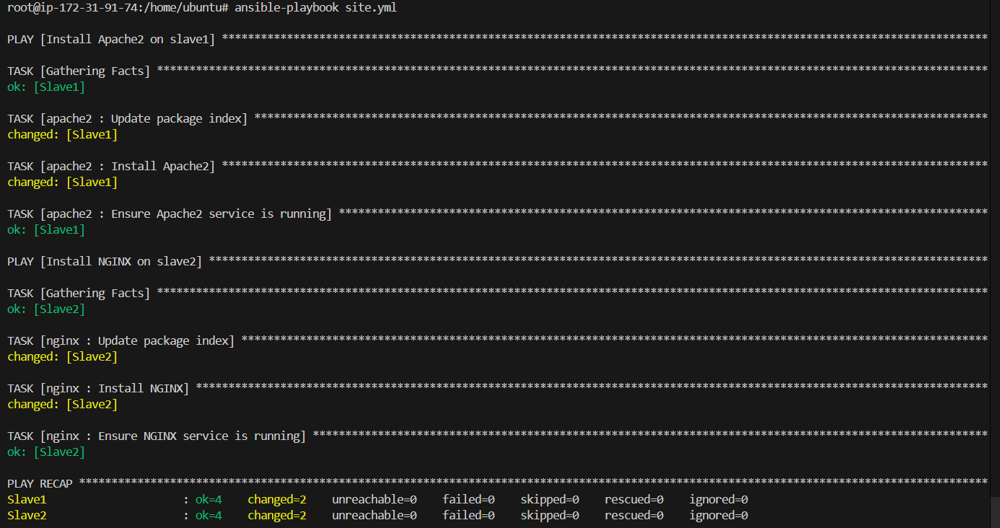 root@ip-172-31-91-74:/home/ubuntu# ansible-playbook site.yml
PLAY [Install Apache2 on slave1] **********************************************************************************************************************
TASK [Gathering Facts] ********************************************************************************************************************************
ok: [Slave1]
TASK [apache2 : Update package index] *****************************************************************************************************************
changed: [Slave1]
TASK [apache2 : Install Apache2] **********************************************************************************************************************
changed: [Slave1]
TASK [apache2 : Ensure Apache2 service is running] ****************************************************************************************************
ok: [Slave1]
PLAY [Install NGINX on slave2] ************************************************************************************************************************
TASK [Gathering Facts] ********************************************************************************************************************************
ok: [Slave2]
TASK [nginx : Update package index] *******************************************************************************************************************
changed: [Slave2]
TASK [nginx : Install NGINX] **************************************************************************************************************************
changed: [Slave2]
TASK [nginx : Ensure NGINX service is running] ********************************************************************************************************
ok: [Slave2]
PLAY RECAP ********************************************************************************************************************************************
Slave1                     : ok=4    changed=2    unreachable=0    failed=0    skipped=0    rescued=0    ignored=0
Slave2                     : ok=4    changed=2    unreachable=0    failed=0    skipped=0    rescued=0    ignored=0